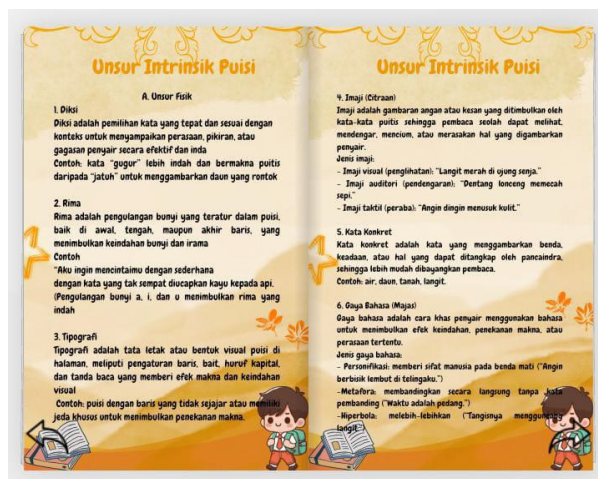 Unsur Intrinsik Puisi
A. Unsur Fisik
1. Diksi
Diksi adalah pemilihan kata yang tepat dan sesuai dengan
konteks untuk menyampaikan perasaan, pikiran, atau
gagasan penyair secara efektif dan inda
Contoh: kata "gugur" lebih indah dan bermakna puitis
daripada "jatuh" untuk menggambarkan daun yang rontok
2. Rima
Rima adalah pengulangan bunyi yang teratur dalam puisi,
baik di awal, tengah, maupun akhir baris, yang
menimbulkan keindahan bunyi dan irama
Contoh
"Aku ingin mencintaimu dengan sederhana
dengan kata yang tak sempat diucapkan kayu kepada api.
(Pengulangan bunyi a, i, dan u menimbulkan rima yang
indah
3. Tipografi
Tipografi adalah tata letak atau bentuk visual puisi di
halaman, meliputi pengaturan baris, bait, huruf kapital,
dan tanda baca yang memberi efek makna dan keindahan
visual
Contoh: puisi dengan baris yang tidak sejajar atau memiliki
jeda khusus untuk menimbulkan penekanan makna.
Unsur Intrinsik Puisi
4. Imaji (Citraan)
Imaji adalah gambaran angan atau kesan yang ditimbulkan oleh
kata-kata puitis sehingga pembaca seolah dapat melihat,
mendengar, mencium, atau merasakan hal yang digambarkan
penyair.
Jenis imaji:
- Imaji visual (penglihatan): "Langit merah di ujung senja."
- Imaji auditori (pendengaran): "Dentang lonceng memecah
sepi."
- Imaji taktil (peraba): "Angin dingin menusuk kulit."
5. Kata Konkret
Kata konkret adalah kata yang menggambarkan benda,
keadaan, atau hal yang dapat ditangkap oleh pancaindra,
sehingga lebih mudah dibayangkan pembaca.
Contoh: air, daun, tanah, langit.
6. Gaya Bahasa (Majas)
Gaya bahasa adalah cara khas penyair menggunakan bahasa
untuk menimbulkan efek keindahan, penekanan makna, atau
perasaan tertentu.
Jenis gaya bahasa:
- Personifikasi: memberi sifat manusia pada benda mati ("Angin
berbisik lembut di telingaku.")
-Metafora: membandingkan secara langsung tanpa kata
pembanding ("Waktu adalah pedang.")
-Hiperbola: melebih-lebihkan ("Tangisnya mengguncang
langit.")